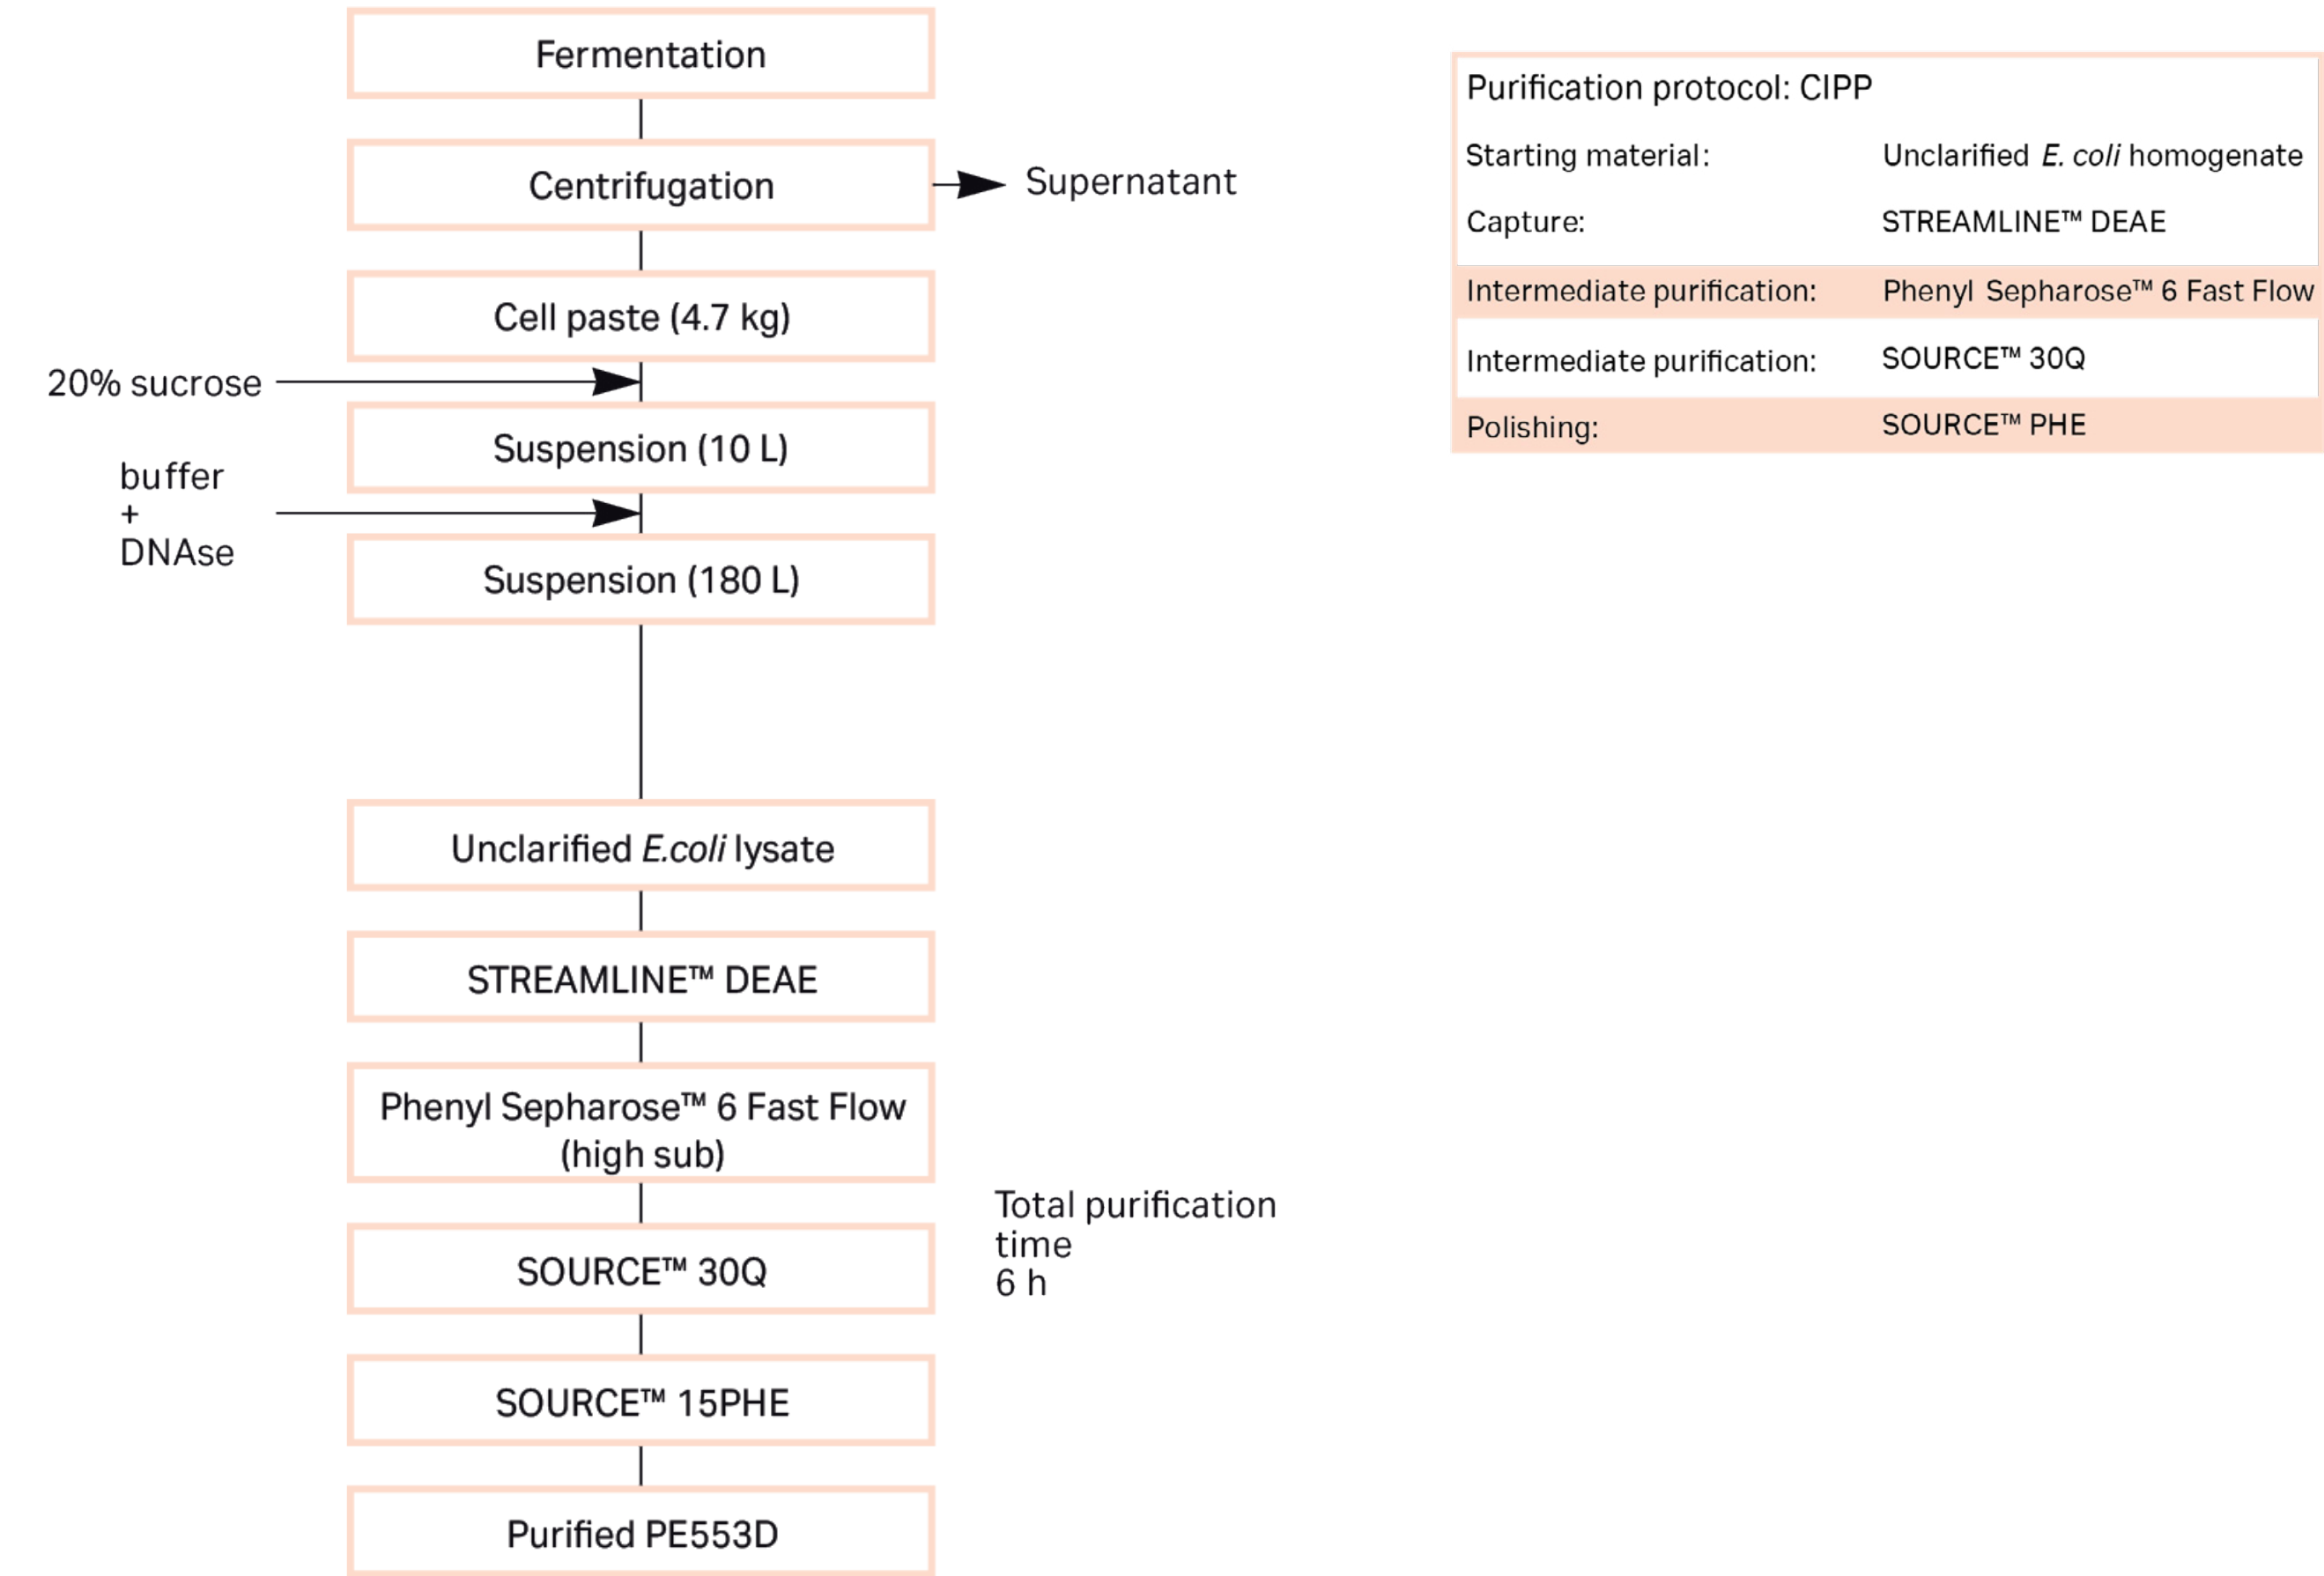 Fermentation
Centrifugation
Supernatant
Cell paste (4.7 kg)
20% sucrose
Suspension (10 L)
buffer
+
DNAse
Suspension (180 L)
Unclarified E.coli lysate
STREAMLINE™ DEAE
Phenyl Sepharose™ 6 Fast Flow
(high sub)
Total purification
time
6 h
SOURCE™ 30Q
SOURCE™ 15PHE
Purified PE553D
Purification protocol: CIPP
Starting material: Unclarified E. coli homogenate
Capture: STREAMLINE™ DEAE
Intermediate purification: Phenyl Sepharose™ 6 Fast Flow
Intermediate purification: SOURCE™ 30Q
Polishing: SOURCE™ PHE